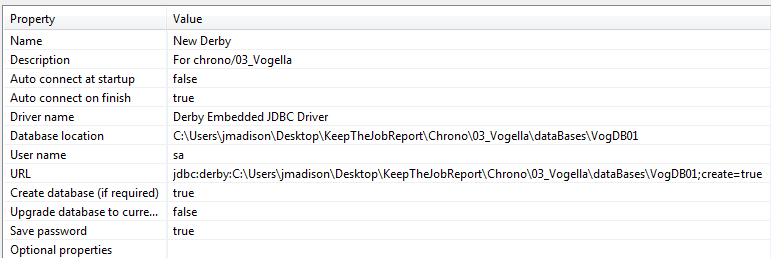 Property Value
Name New Derby
Description For chrono/03_Vogella
Auto connect at startup false
Auto connect on finish true
Driver name Derby Embedded JDBC Driver
Database location C:\Users\jmadison\Desktop\KeepTheJobReport\Chrono\03_Vogella\dataBases\VogDB01
User name sa
URL jdbc:derby:C:\Users\jmadison\Desktop\KeepTheJobReport\Chrono\03_Vogella\dataBases\VogDB01;create=true
Create database (if required) true
Upgrade database to curre... false
Save password true
Optional properties